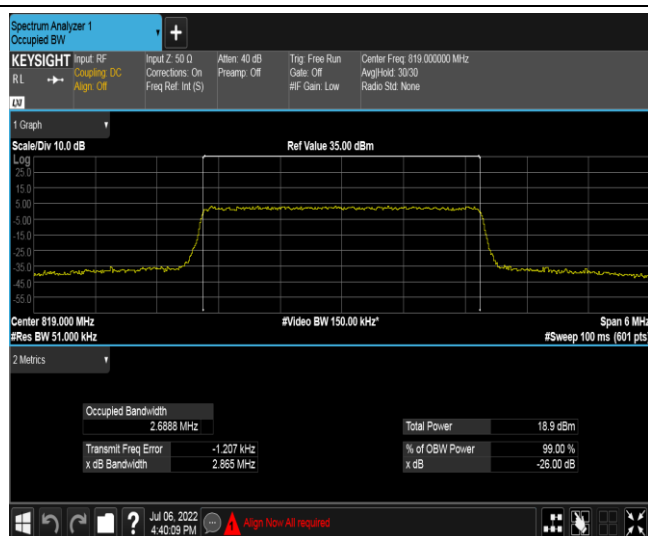 Spectrum Analyzer 1
Occupied BW
+
KEYSIGHT Input: RF Input Z: 50 Ω Atten: 40 dB Trig: Free Run Center Freq: 819.000000 MHz
RL Coupling: DC Corrections: On Preamp: Off Gate: Off Avg|Hold: 30/30
Align: Off Freq Ref: Int (S) #IF Gain: Low Radio Std: None
LXI
1 Graph
Scale/Div 10.0 dB Ref Value 35.00 dBm
Log
25.0
15.0
5.00
-5.00
-15.0
-25.0
-35.0
-45.0
-55.0
Center 819.000 MHz #Video BW 150.00 kHz* Span 6 MHz
#Res BW 51.000 kHz #Sweep 100 ms (601 pts)
2 Metrics
Occupied Bandwidth
2.6888 MHz Total Power 18.9 dBm
Transmit Freq Error -1.207 kHz % of OBW Power 99.00 %
x dB Bandwidth 2.865 MHz x dB -26.00 dB
? Jul 06, 2022
4:40:09 PM
Align Now All required